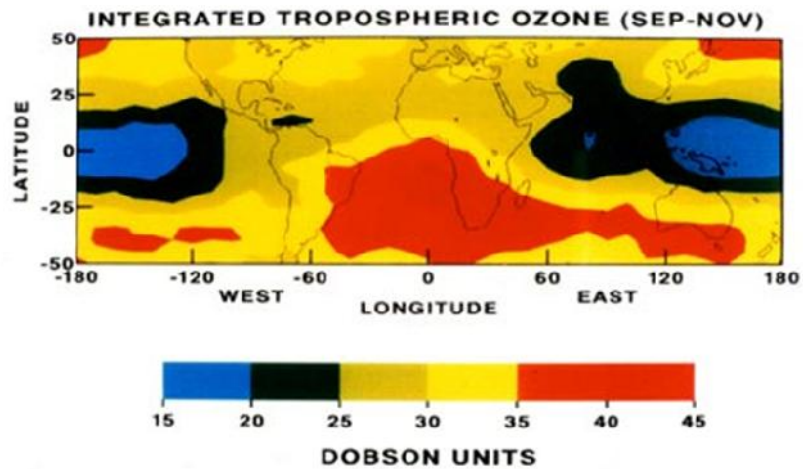 INTEGRATED TROPOSPHERIC OZONE (SEP-NOV)
50
25
0
-25
-50
LATITUDE
-180 -120 -60 0 60 120 180
WEST LONGITUDE EAST
15 20 25 30 35 40 45
DOBSON UNITS